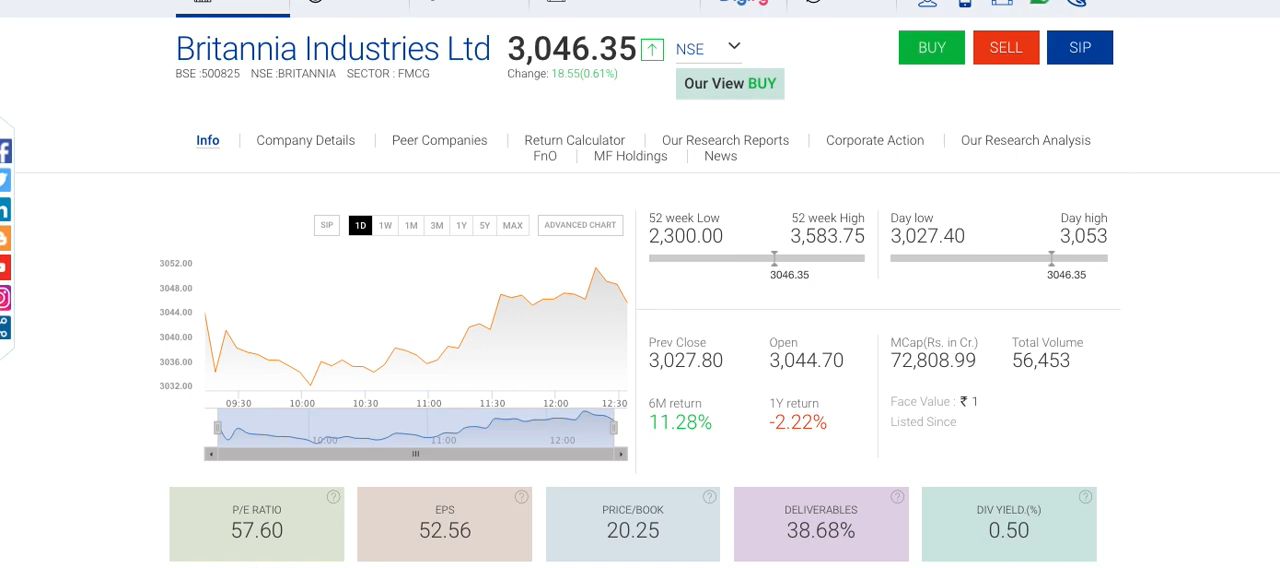 Britannia Industries Ltd 3,046.35 NSE BUY SELL SIP
BSE :500825 NSE :BRITANNIA SECTOR : FMCG Change: 18.55(0.61%)
Our View BUY
Info Company Details Peer Companies Return Calculator Our Research Reports Corporate Action Our Research Analysis
FnO MF Holdings News
SIP 1D 1W 1M 3M 1Y 5Y MAX ADVANCED CHART
3052.00
3048.00
3044.00
3040.00
3036.00
3032.00
09:30 10:00 10:30 11:00 11:30 12:00 12:30
10:00 11:00 12:00
52 week Low 52 week High Day low Day high
2,300.00 3,583.75 3,027.40 3,053
3046.35 3046.35
Prev Close Open MCap(Rs. in Cr.) Total Volume
3,027.80 3,044.70 72,808.99 56,453
6M return 1Y return Face Value : ₹ 1
11.28% -2.22% Listed Since
P/E RATIO EPS PRICE/BOOK DELIVERABLES DIV YIELD.(%)
57.60 52.56 20.25 38.68% 0.50